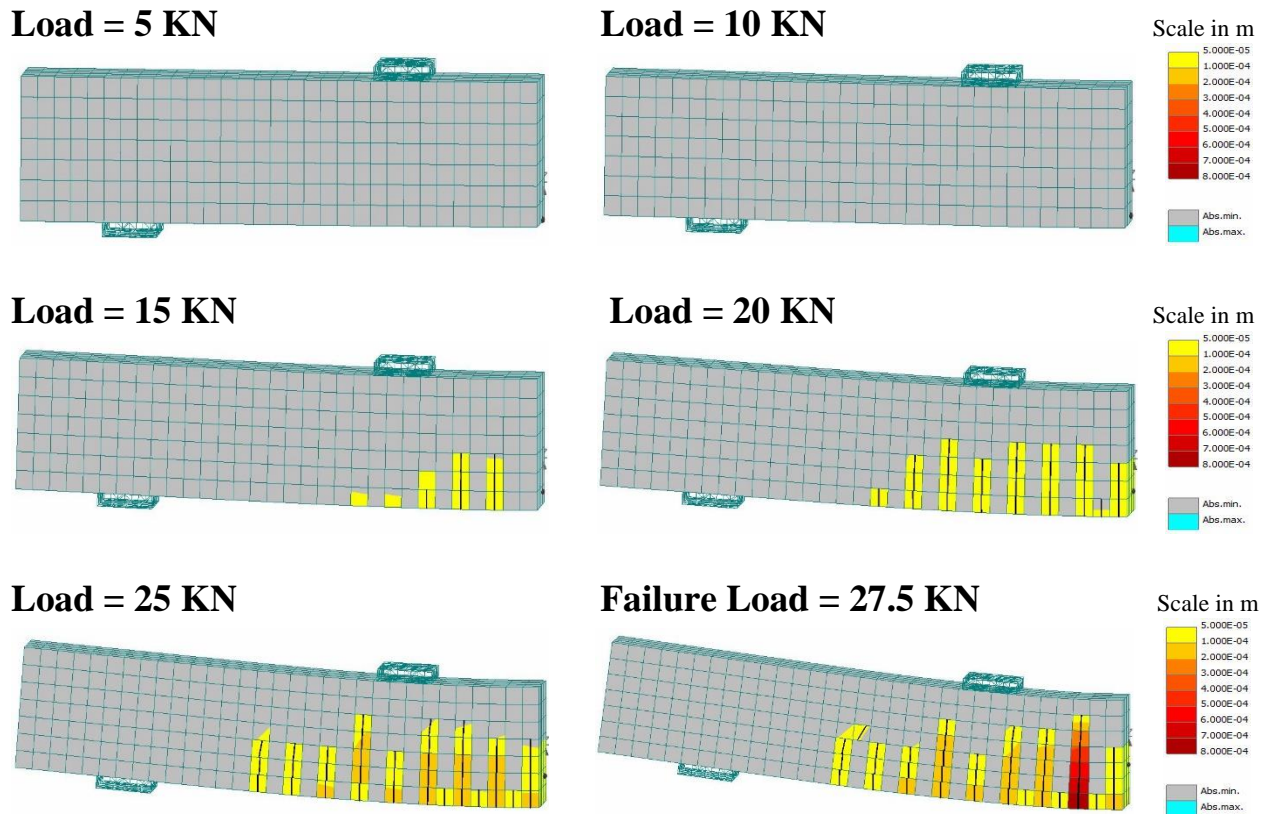 Load = 5 KN
Load = 10 KN
Scale in m
5.000E-05
1.000E-04
2.000E-04
3.000E-04
4.000E-04
5.000E-04
6.000E-04
7.000E-04
8.000E-04
Abs.min.
Abs.max.
Load = 15 KN
Load = 20 KN
Scale in m
5.000E-05
1.000E-04
2.000E-04
3.000E-04
4.000E-04
5.000E-04
6.000E-04
7.000E-04
8.000E-04
Abs.min.
Abs.max.
Load = 25 KN
Failure Load = 27.5 KN
Scale in m
5.000E-05
1.000E-04
2.000E-04
3.000E-04
4.000E-04
5.000E-04
6.000E-04
7.000E-04
8.000E-04
Abs.min.
Abs.max.